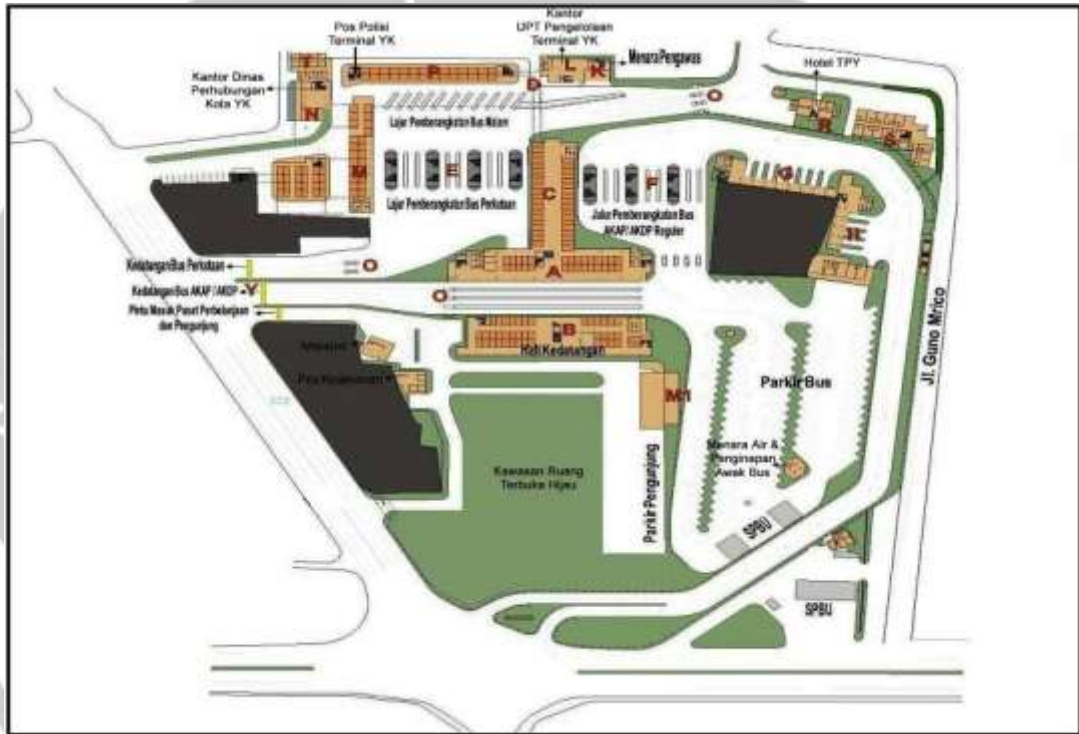 Kantor
UPT Pengelolaan
Terminal YK
Pos Polisi
Terminal YK
Menara Pengawas
Hotel TPY
Kantor Dinas
Perhubungan
Kota YK
T
P
L
K
D
O
N
R
S
Lajur Pemberangkatan Bus Malam
M
E
C
F
G
Lajur Pemberangkatan Bus Perkotaan
Jalur Pemberangkatan Bus
AKAP/ AKDP Reguler
H
Kedatangan Bus Perkotaan
O
A
Kedatangan Bus AKAP / AKDP
Y
O
Pintu Masuk Pusat Perbelanjaan
dan Pengunjung
B
Hall Kedatangan
Jl. Guno Mrico
Pos Keamanan
M1
Parkir Bus
Menara Air &
Penginapan
Awak Bus
Kawasan Ruang
Terbuka Hijau
Parkir Pengunjung
SPBU
SPBU